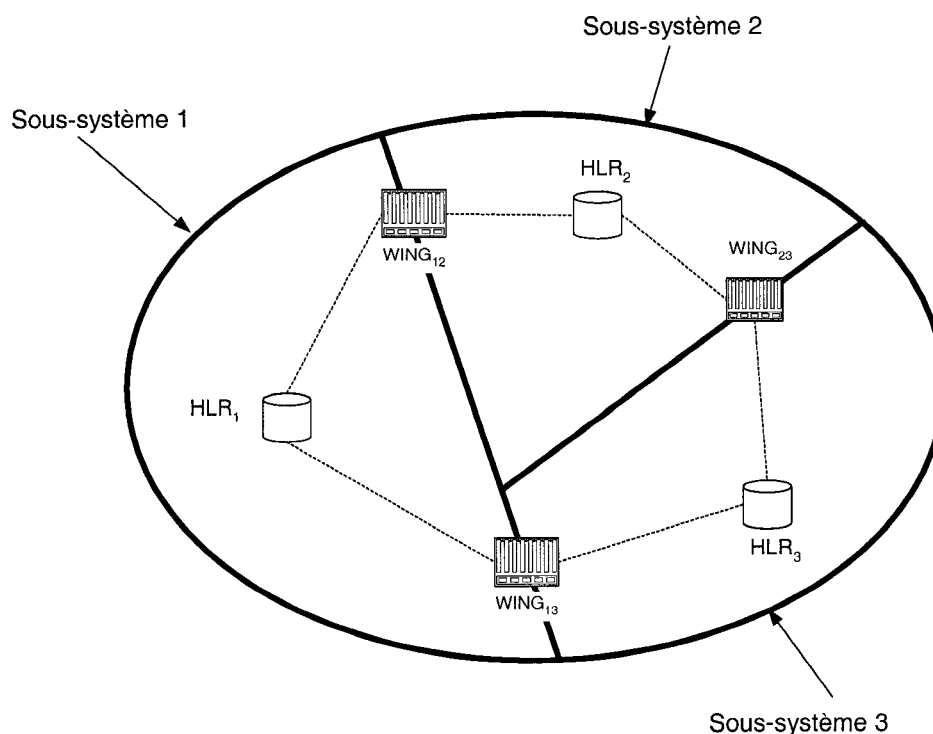 Sous-système 2
Sous-système 1
HLR₂
WING₁₂
WING₂₃
HLR₁
HLR₃
WING₁₃
Sous-système 3